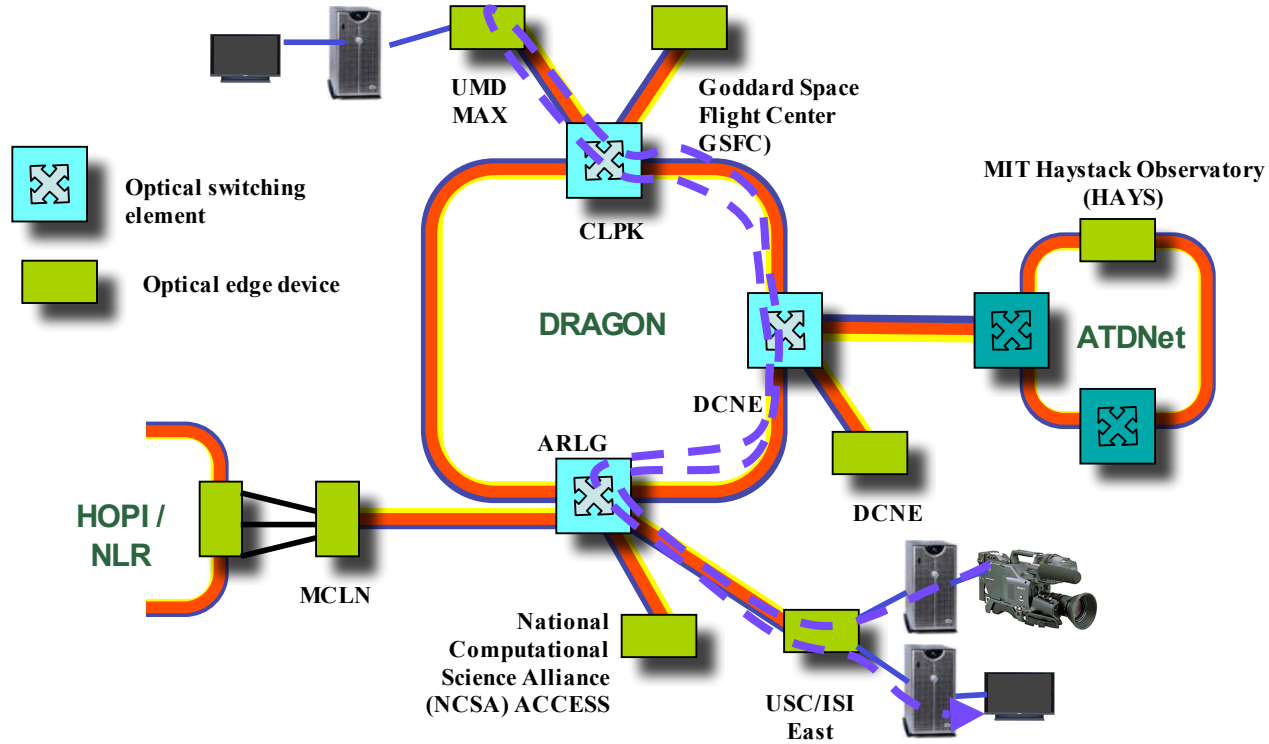 UMD
MAX
Goddard Space
Flight Center
GSFC)
MIT Haystack Observatory
(HAYS)
Optical switching
element
CLPK
Optical edge device
DRAGON
ATDNet
DCNE
ARLG
HOPI /
NLR
DCNE
MCLN
National
Computational
Science Alliance
(NCSA) ACCESS
USC/ISI
East